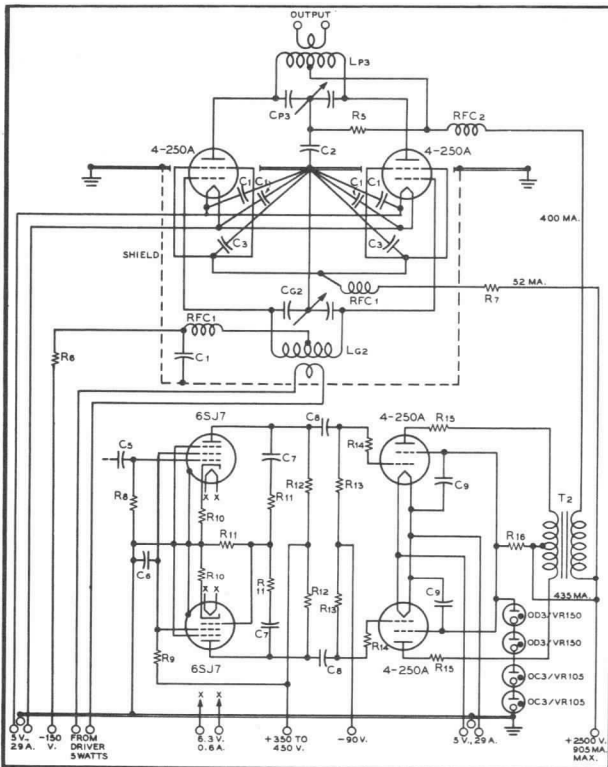 OUTPUT
LP3
CP3
R5
RFC2
4-250A
C2
4-250A
C1
C1
C1
C1
400 MA.
C3
C3
SHIELD
52 MA.
CG2
RFC1
R7
RFC1
LG2
R6
C1
6SJ7
C8
4-250A
R15
C5
R14
C7
C9
T2
R8
R12
R13
R11
R10
X X
R11
R16
C6
R10
R11
R12
R13
435 MA.
X X
C9
OD3/VR150
C7
R14
OD3/VR150
R9
6SJ7
C8
4-250A
R15
OC3/VR105
OC3/VR105
X X
5 V. 29 A.
-150 V.
FROM DRIVER 5 WATTS
6.3 V. 0.6 A.
+350 TO 450 V.
-90 V.
5 V., 29 A.
+2500 V. 905 MA. MAX.